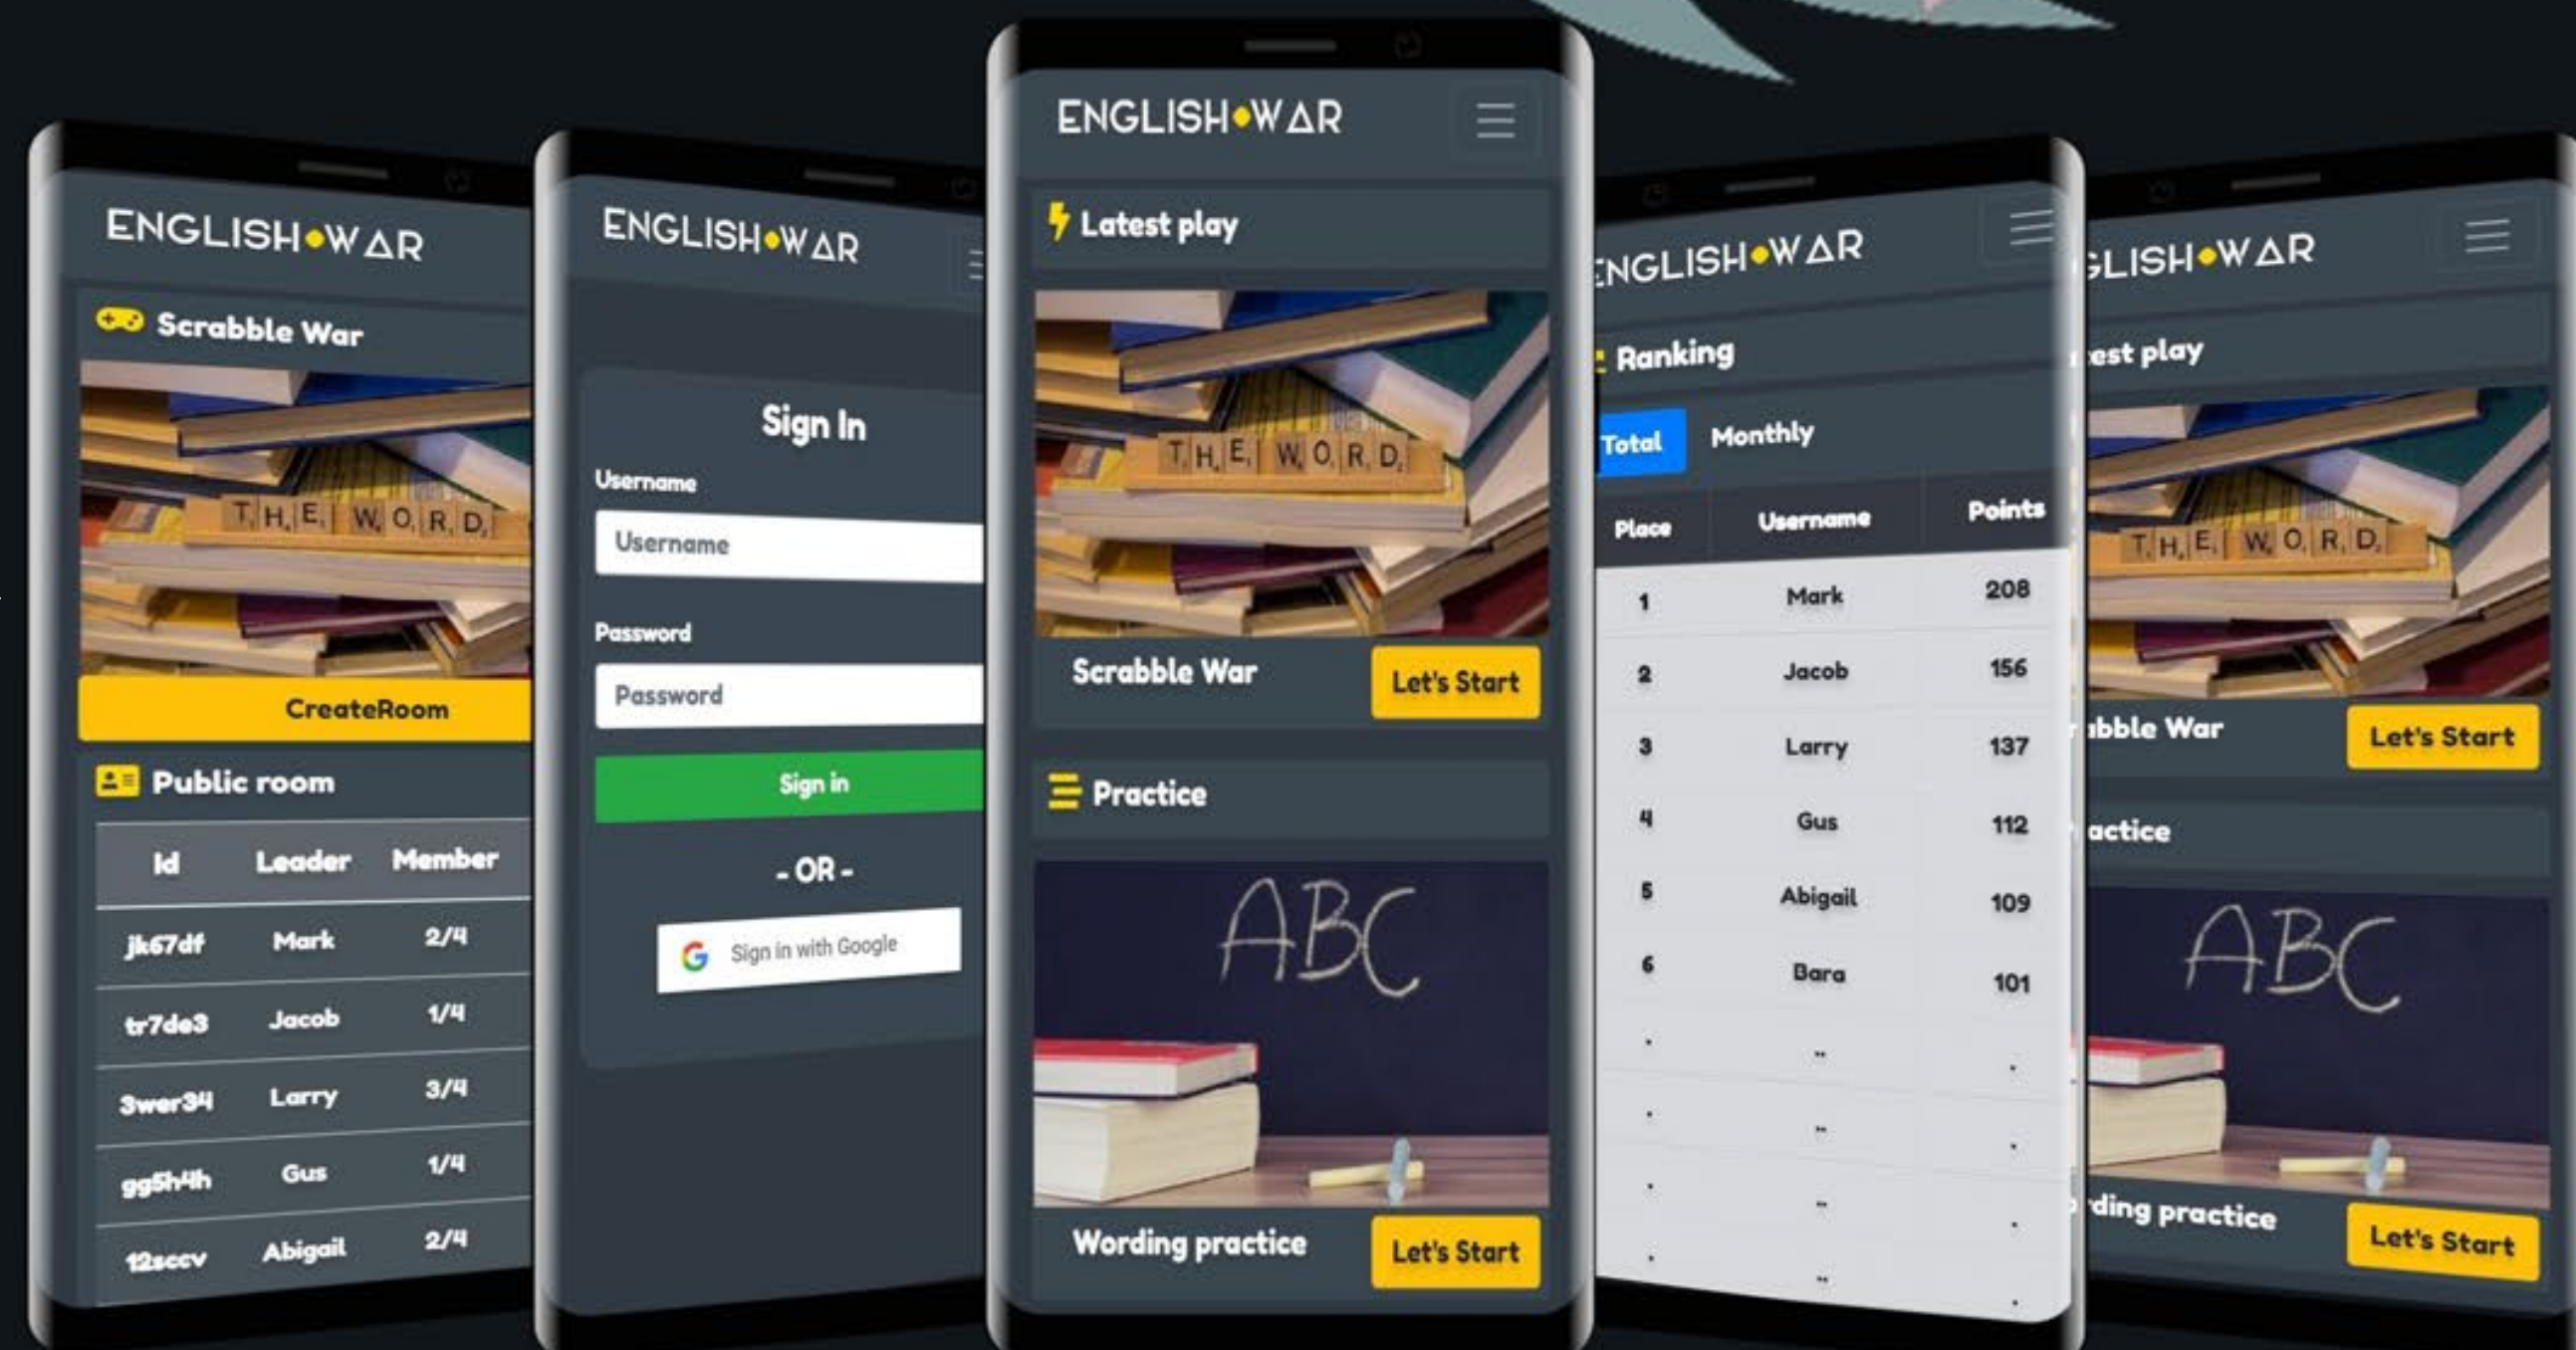 ENGLISH WAR
Scrabble War
THE WORD
CreateRoom
Public room
Id Leader Member
jk67df Mark 2/4
tr7de3 Jacob 1/4
3wer34 Larry 3/4
gg5h4h Gus 1/4
12sccv Abigail 2/4
ENGLISH WAR
Sign In
Username
Username
Password
Password
Sign in
- OR -
Sign in with Google
ENGLISH•WAR
Latest play
THE WORD
Scrabble War Let's Start
Practice
ABC
Wording practice Let's Start
ENGLISH•WAR
Ranking
Total Monthly
Place Username Points
1 Mark 208
2 Jacob 156
3 Larry 137
4 Gus 112
5 Abigail 109
6 Bara 101
. .. .
. .. .
. .. .
. .. .
GLISH•WAR
est play
THE WORD
abble War Let's Start
actice
ABC
ding practice Let's Start